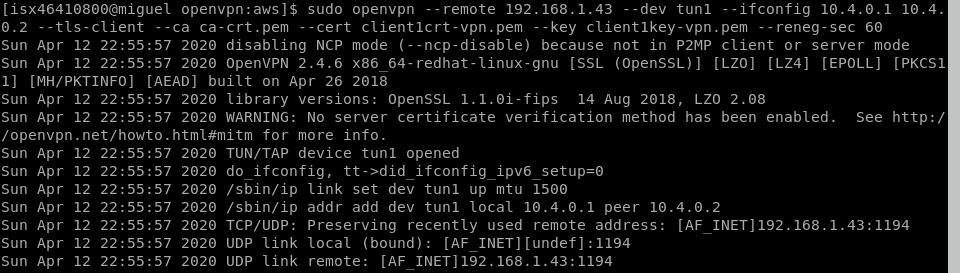 [isx46410800@miguel openvpn:aws]$ sudo openvpn --remote 192.168.1.43 --dev tun1 --ifconfig 10.4.0.1 10.4.
0.2 --tls-client --ca ca-crt.pem --cert client1crt-vpn.pem --key client1key-vpn.pem --reneg-sec 60
Sun Apr 12 22:55:57 2020 disabling NCP mode (--ncp-disable) because not in P2MP client or server mode
Sun Apr 12 22:55:57 2020 OpenVPN 2.4.6 x86_64-redhat-linux-gnu [SSL (OpenSSL)] [LZO] [LZ4] [EPOLL] [PKCS1
1] [MH/PKTINFO] [AEAD] built on Apr 26 2018
Sun Apr 12 22:55:57 2020 library versions: OpenSSL 1.1.0i-fips  14 Aug 2018, LZO 2.08
Sun Apr 12 22:55:57 2020 WARNING: No server certificate verification method has been enabled.  See http:/
/openvpn.net/howto.html#mitm for more info.
Sun Apr 12 22:55:57 2020 TUN/TAP device tun1 opened
Sun Apr 12 22:55:57 2020 do_ifconfig, tt->did_ifconfig_ipv6_setup=0
Sun Apr 12 22:55:57 2020 /sbin/ip link set dev tun1 up mtu 1500
Sun Apr 12 22:55:57 2020 /sbin/ip addr add dev tun1 local 10.4.0.1 peer 10.4.0.2
Sun Apr 12 22:55:57 2020 TCP/UDP: Preserving recently used remote address: [AF_INET]192.168.1.43:1194
Sun Apr 12 22:55:57 2020 UDP link local (bound): [AF_INET][undef]:1194
Sun Apr 12 22:55:57 2020 UDP link remote: [AF_INET]192.168.1.43:1194